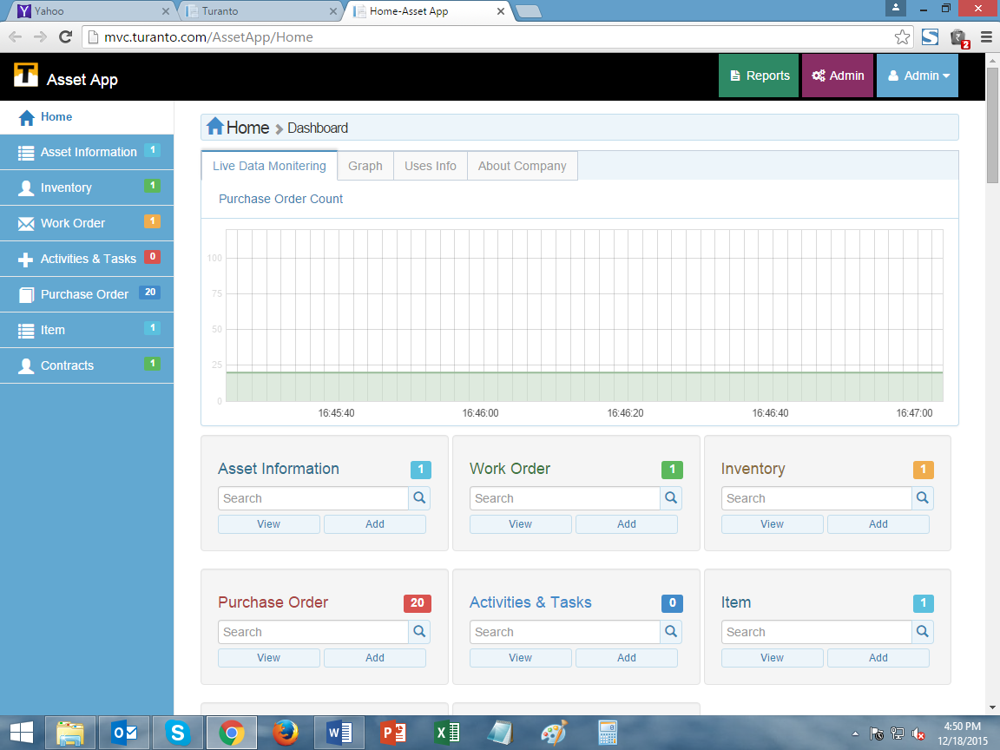 Yahoo
Turanto
Home-Asset App
mvc.turanto.com/AssetApp/Home
2
T Asset App
Reports
Admin
Admin
Home
Asset Information 1
Inventory 1
Work Order 1
Activities & Tasks 0
Purchase Order 20
Item 1
Contracts 1
Home > Dashboard
Live Data Monitering
Graph
Uses Info
About Company
Purchase Order Count
100
75
50
25
0
16:45:40 16:46:00 16:46:20 16:46:40 16:47:00
Asset Information 1
Search
View Add
Work Order 1
Search
View Add
Inventory 1
Search
View Add
Purchase Order 20
Search
View Add
Activities & Tasks 0
Search
View Add
Item 1
Search
View Add
4:50 PM
12/18/2015